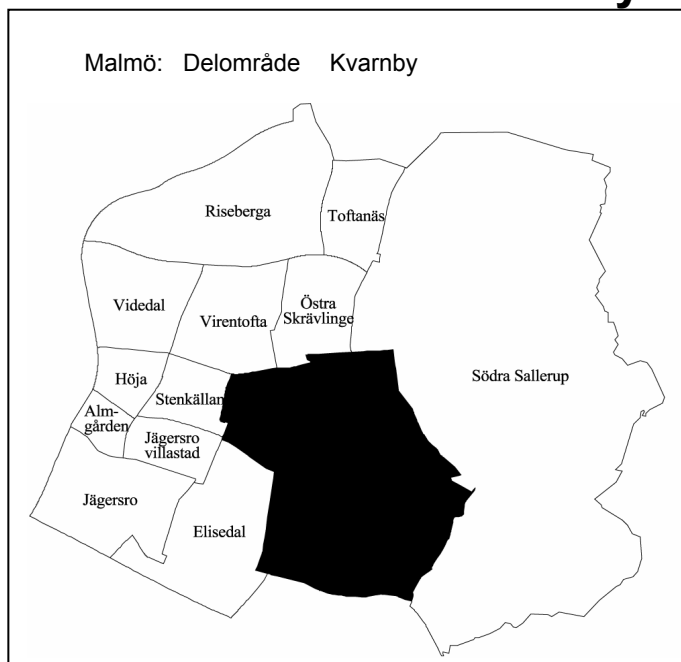 Malmö: Delområde Kvarnby
Riseberga
Toftanäs
Videdal
Virentofta
Östra
Skrävlinge
Södra Sallerup
Höja
Stenkällan
Alm-
gården
Jägersro
villastad
Jägersro
Elisedal